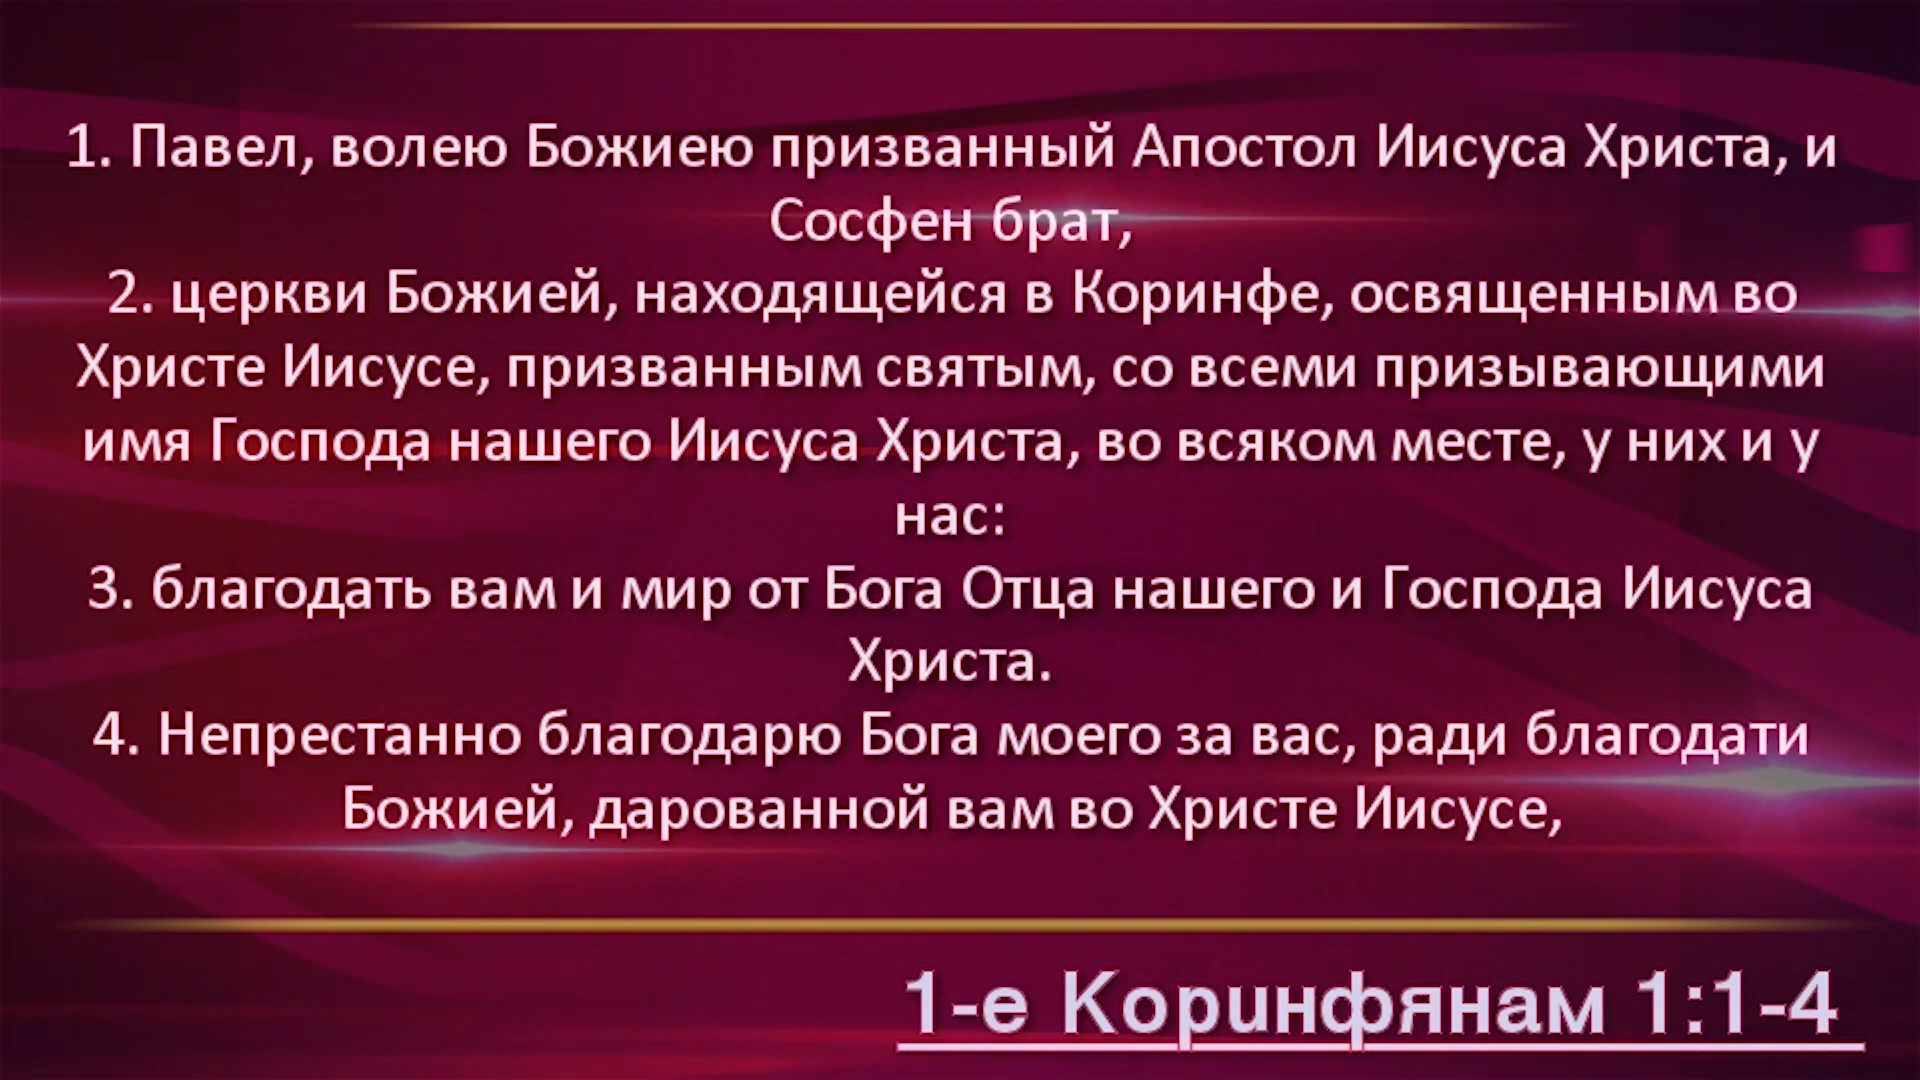 1. Павел, волею Божиею призванный Апостол Иисуса Христа, и
Сосфен брат,
2. церкви Божией, находящейся в Коринфе, освященным во
Христе Иисусе, призванным святым, со всеми призывающими
имя Господа нашего Иисуса Христа, во всяком месте, у них и у
нас:
3. благодать вам и мир от Бога Отца нашего и Господа Иисуса
Христа.
4. Непрестанно благодарю Бога моего за вас, ради благодати
Божией, дарованной вам во Христе Иисусе,
1-е Коринфянам 1:1-4